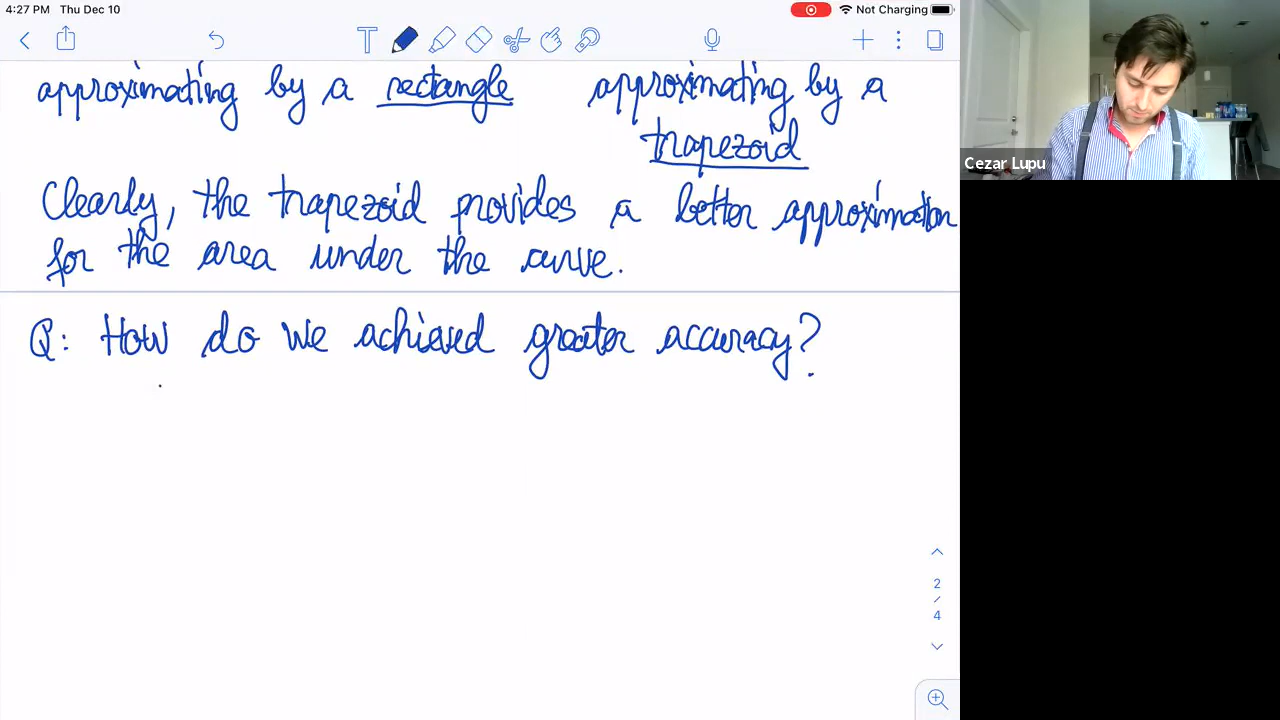 4:27 PM Thu Dec 10
Not Charging
approximating by a rectangle
approximating by a
trapezoid
Clearly, the trapezoid provides a better approximation
for the area under the curve.
Q: How do we achieved greater accuracy?
2
/
4
Cezar Lupu